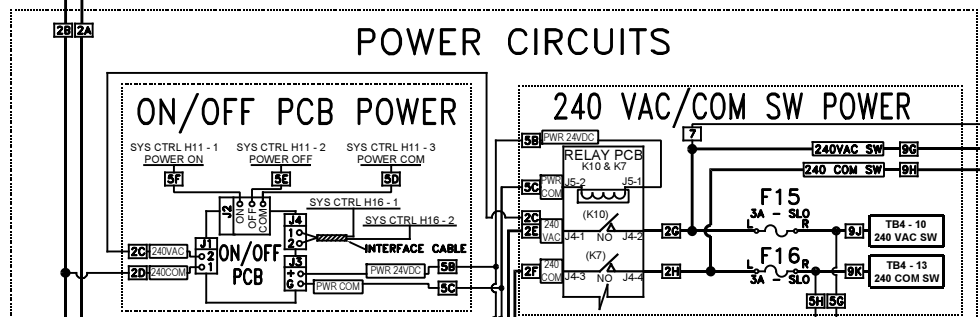 2B 2A
POWER CIRCUITS
ON/OFF PCB POWER
SYS CTRL H11 - 1
POWER ON
SYS CTRL H11 - 2
POWER OFF
SYS CTRL H11 - 3
POWER COM
5F
5E
5D
J2
ON
OFF
COM
SYS CTRL H16 - 1
SYS CTRL H16 - 2
J4
1
2
INTERFACE CABLE
J1
2
1
2C 240VAC
2D 240COM
ON/OFF
PCB
J3
+
G
PWR 24VDC 5B
PWR COM 5C
240 VAC/COM SW POWER
5B PWR 24VDC
7
RELAY PCB
K10 & K7
5C PWR COM
J5-2 J5-1
2C
2E
240 VAC
(K10)
J4-1 NO J4-2
2G
2F
240 COM
(K7)
J4-3 NO J4-4
2H
240VAC SW 9G
240 COM SW 9H
F15
3A - SLO
L R
9J
TB4 - 10
240 VAC SW
F16
L R
3A - SLO
9K
TB4 - 13
240 COM SW
5H 5G